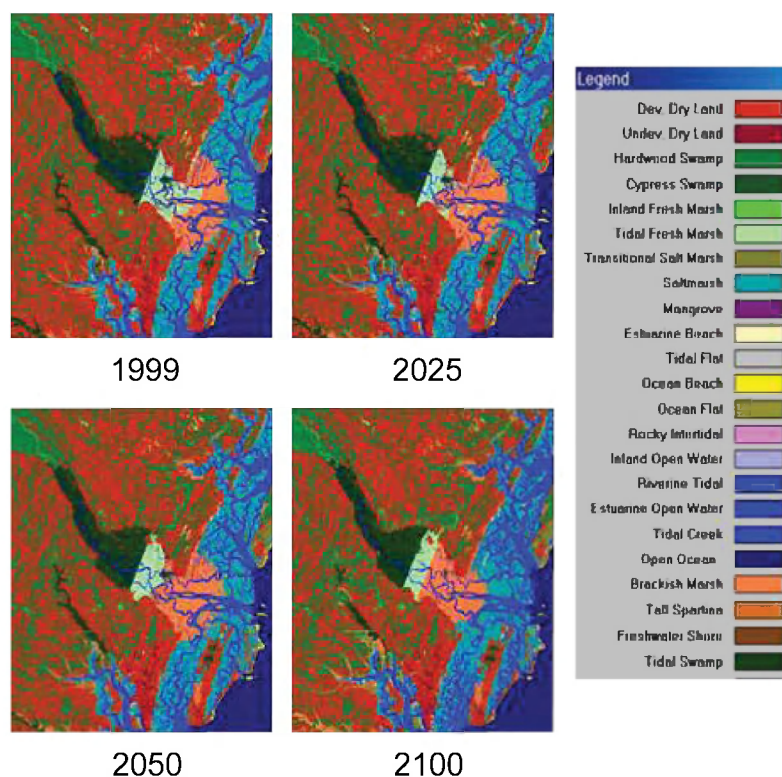 1999
2025
2050
2100
Legend
Dev. Dry Land
Undev. Dry Land
Hardwood Swamp
Cypress Swamp
Inland Fresh Marsh
Tidal Fresh Marsh
Transitional Salt Marsh
Saltmarsh
Mangrove
Estuarine Beach
Tidal Flat
Ocean Beach
Ocean Flat
Rocky Intertidal
Inland Open Water
Riverine Tidal
Estuarine Open Water
Tidal Creek
Open Ocean
Brackish Marsh
Tall Spartina
Freshwater Shore
Tidal Swamp